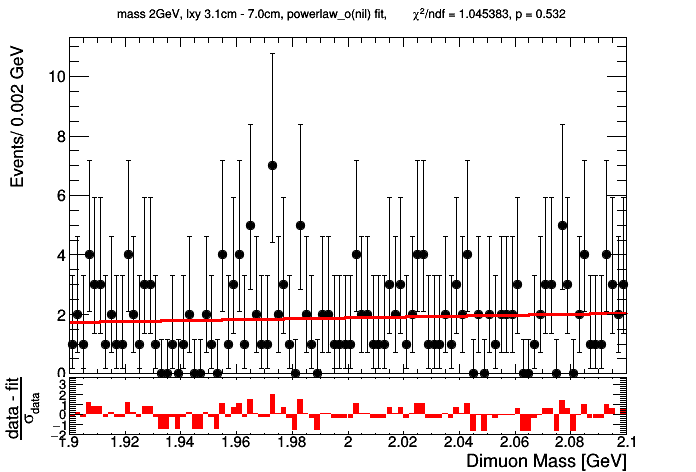 mass 2GeV, lxy 3.1cm - 7.0cm, powerlaw_o(nil) fit, χ²/ndf = 1.045383, p = 0.532
Events/ 0.002 GeV
10
8
6
4
2
0
data - fit
σdata
3
2
1
0
−1
−2
1.9 1.92 1.94 1.96 1.98 2 2.02 2.04 2.06 2.08 2.1
Dimuon Mass [GeV]